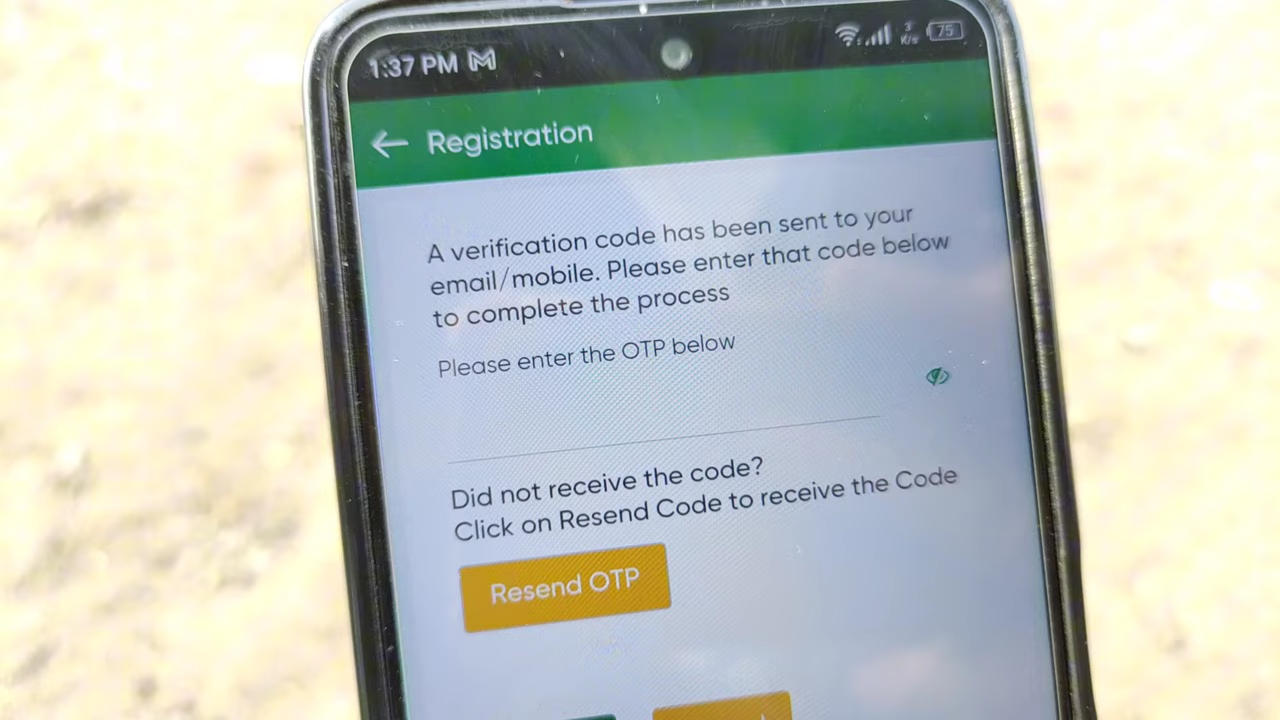 1:37 PM
75
Registration
A verification code has been sent to your
email/mobile. Please enter that code below
to complete the process
Please enter the OTP below
Did not receive the code?
Click on Resend Code to receive the Code
Resend OTP